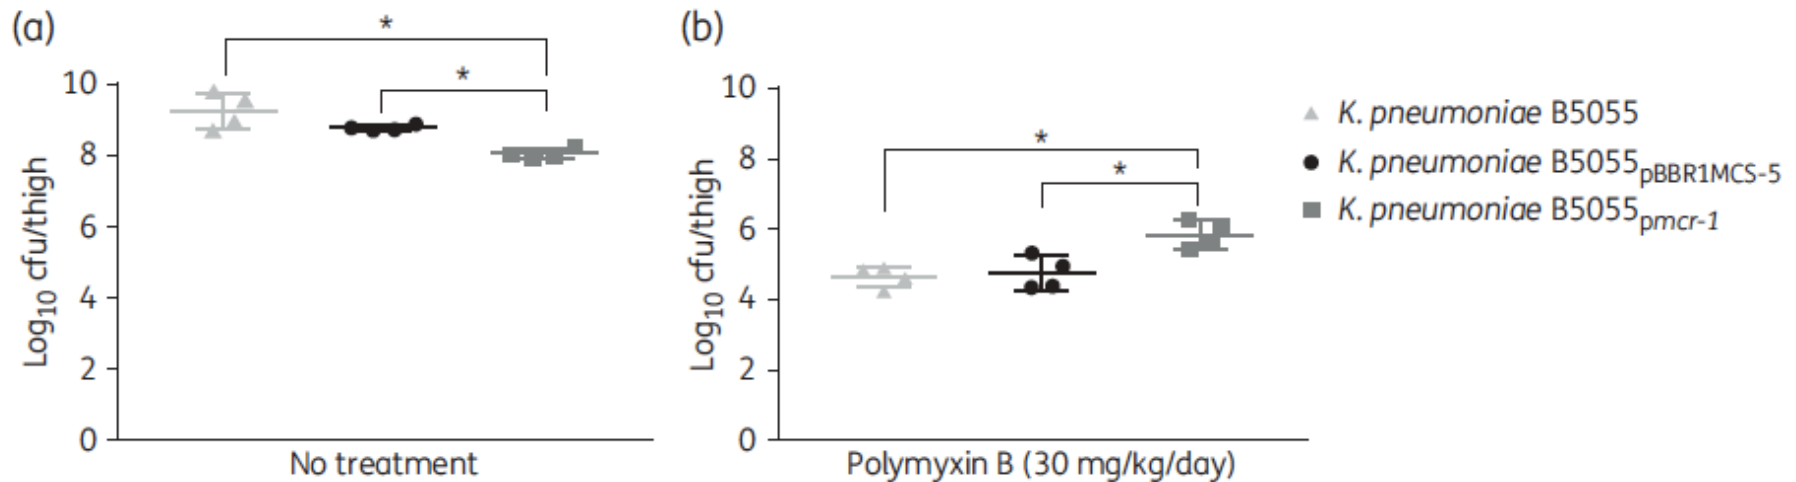 (a)
*
*
10
8
6
4
2
0
Log10 cfu/thigh
No treatment
(b)
*
*
10
8
6
4
2
0
Log10 cfu/thigh
Polymyxin B (30 mg/kg/day)
K. pneumoniae B5055
K. pneumoniae B5055pBBR1MCS-5
K. pneumoniae B5055pmcr-1